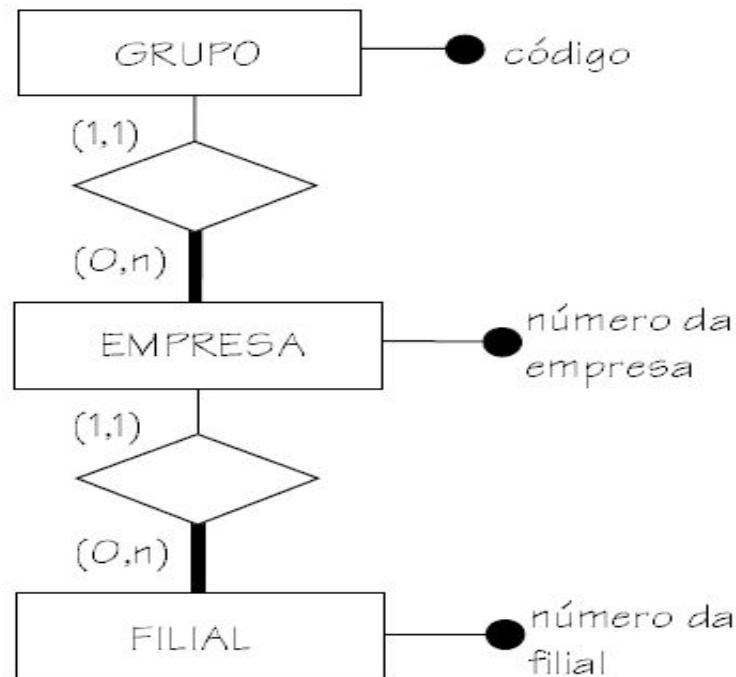 GRUPO
código
(1,1)
(0,n)
EMPRESA
número da
empresa
(1,1)
(0,n)
FILIAL
número da
filial